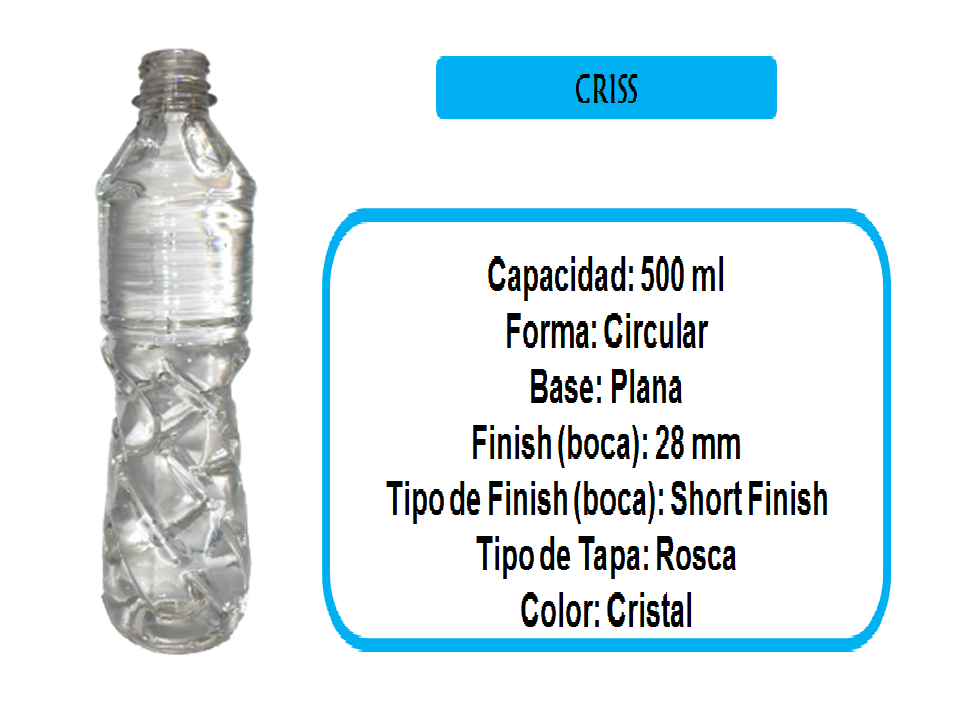 CRISS
Capacidad: 500 ml
Forma: Circular
Base: Plana
Finish (boca): 28 mm
Tipo de Finish (boca): Short Finish
Tipo de Tapa: Rosca
Color: Cristal